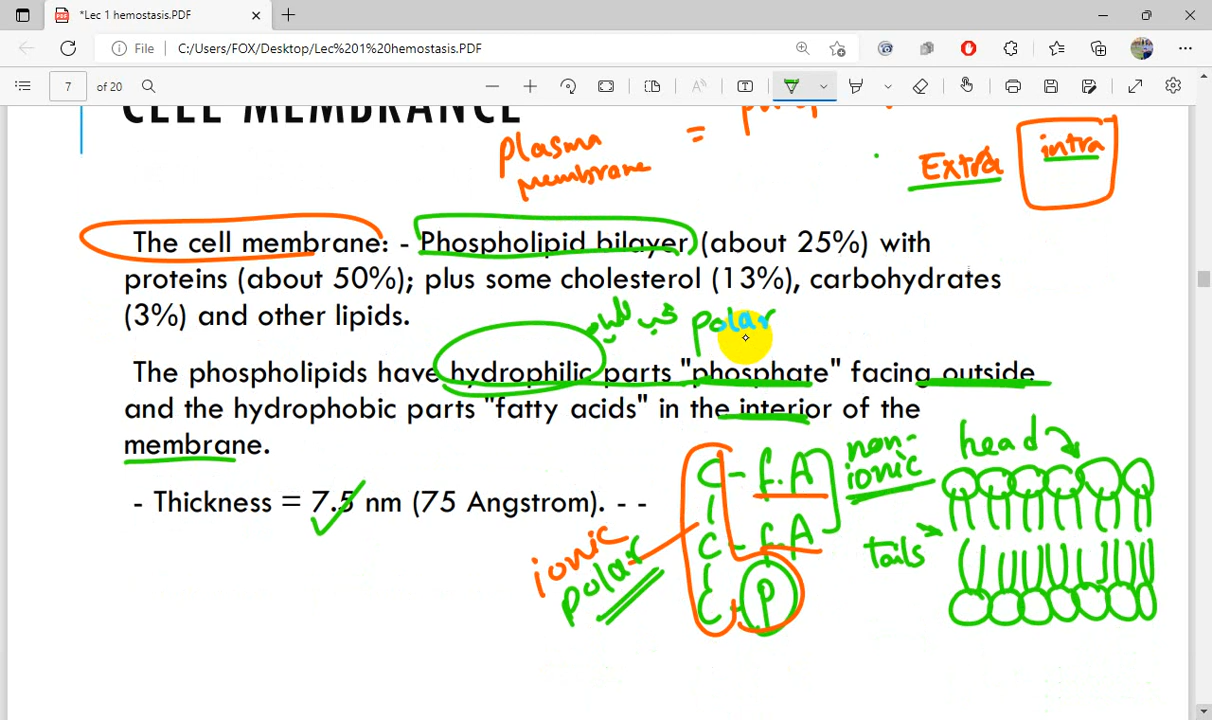 *Lec 1 hemostasis.PDF
File C:/Users/FOX/Desktop/Lec%201%20hemostasis.PDF
7 of 20
CELL MEMBRANCE
plasma
membrane =
Extra intra
The cell membrane: - Phospholipid bilayer (about 25%) with
proteins (about 50%); plus some cholesterol (13%), carbohydrates
(3%) and other lipids.
polar
The phospholipids have hydrophilic parts "phosphate" facing outside
and the hydrophobic parts "fatty acids" in the interior of the
membrane.
- Thickness = 7.5 nm (75 Angstrom). - -
C - f.A
C - f.A
C - P
non-
ionic
ionic
polar
head
tails